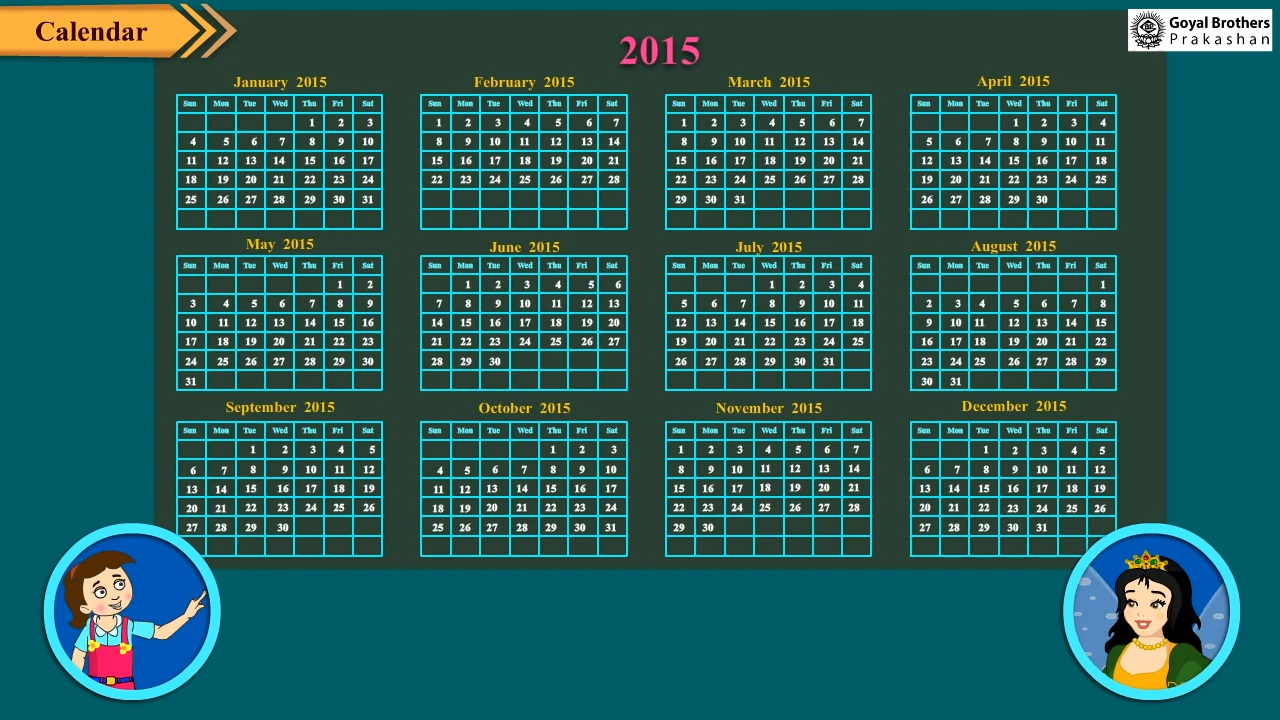 Calendar
Goyal Brothers
Prakashan
2015
January 2015
Sun Mon Tue Wed Thu Fri Sat
1 2 3
4 5 6 7 8 9 10
11 12 13 14 15 16 17
18 19 20 21 22 23 24
25 26 27 28 29 30 31
February 2015
Sun Mon Tue Wed Thu Fri Sat
1 2 3 4 5 6 7
8 9 10 11 12 13 14
15 16 17 18 19 20 21
22 23 24 25 26 27 28
March 2015
Sun Mon Tue Wed Thu Fri Sat
1 2 3 4 5 6 7
8 9 10 11 12 13 14
15 16 17 18 19 20 21
22 23 24 25 26 27 28
29 30 31
April 2015
Sun Mon Tue Wed Thu Fri Sat
1 2 3 4
5 6 7 8 9 10 11
12 13 14 15 16 17 18
19 20 21 22 23 24 25
26 27 28 29 30
May 2015
Sun Mon Tue Wed Thu Fri Sat
1 2
3 4 5 6 7 8 9
10 11 12 13 14 15 16
17 18 19 20 21 22 23
24 25 26 27 28 29 30
31
June 2015
Sun Mon Tue Wed Thu Fri Sat
1 2 3 4 5 6
7 8 9 10 11 12 13
14 15 16 17 18 19 20
21 22 23 24 25 26 27
28 29 30
July 2015
Sun Mon Tue Wed Thu Fri Sat
1 2 3 4
5 6 7 8 9 10 11
12 13 14 15 16 17 18
19 20 21 22 23 24 25
26 27 28 29 30 31
August 2015
Sun Mon Tue Wed Thu Fri Sat
1
2 3 4 5 6 7 8
9 10 11 12 13 14 15
16 17 18 19 20 21 22
23 24 25 26 27 28 29
30 31
September 2015
Sun Mon Tue Wed Thu Fri Sat
1 2 3 4 5
6 7 8 9 10 11 12
13 14 15 16 17 18 19
20 21 22 23 24 25 26
27 28 29 30
October 2015
Sun Mon Tue Wed Thu Fri Sat
1 2 3
4 5 6 7 8 9 10
11 12 13 14 15 16 17
18 19 20 21 22 23 24
25 26 27 28 29 30 31
November 2015
Sun Mon Tue Wed Thu Fri Sat
1 2 3 4 5 6 7
8 9 10 11 12 13 14
15 16 17 18 19 20 21
22 23 24 25 26 27 28
29 30
December 2015
Sun Mon Tue Wed Thu Fri Sat
1 2 3 4 5
6 7 8 9 10 11 12
13 14 15 16 17 18 19
20 21 22 23 24 25 26
27 28 29 30 31